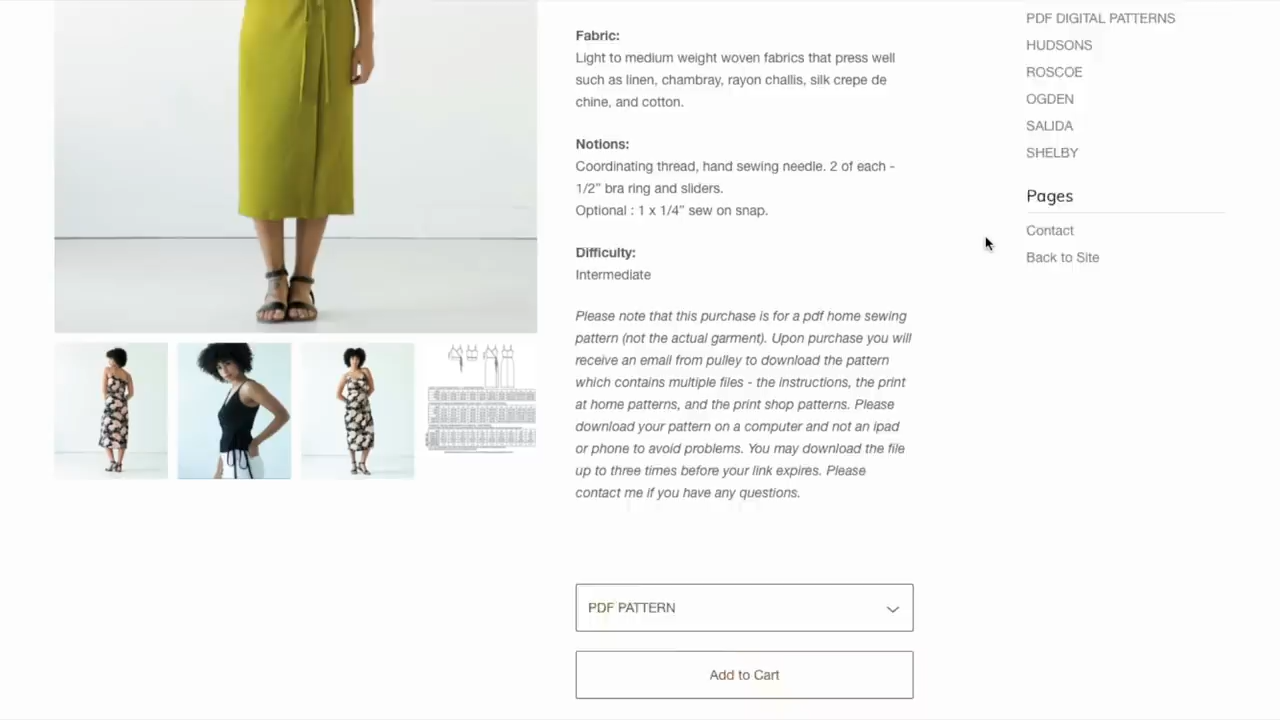 Fabric:
Light to medium weight woven fabrics that press well
such as linen, chambray, rayon challis, silk crepe de
chine, and cotton.
Notions:
Coordinating thread, hand sewing needle. 2 of each -
1/2” bra ring and sliders.
Optional : 1 x 1/4” sew on snap.
Difficulty:
Intermediate
Please note that this purchase is for a pdf home sewing
pattern (not the actual garment). Upon purchase you will
receive an email from pulley to download the pattern
which contains multiple files - the instructions, the print
at home patterns, and the print shop patterns. Please
download your pattern on a computer and not an ipad
or phone to avoid problems. You may download the file
up to three times before your link expires. Please
contact me if you have any questions.
PDF PATTERN
Add to Cart
PDF DIGITAL PATTERNS
HUDSONS
ROSCOE
OGDEN
SALIDA
SHELBY
Pages
Contact
Back to Site